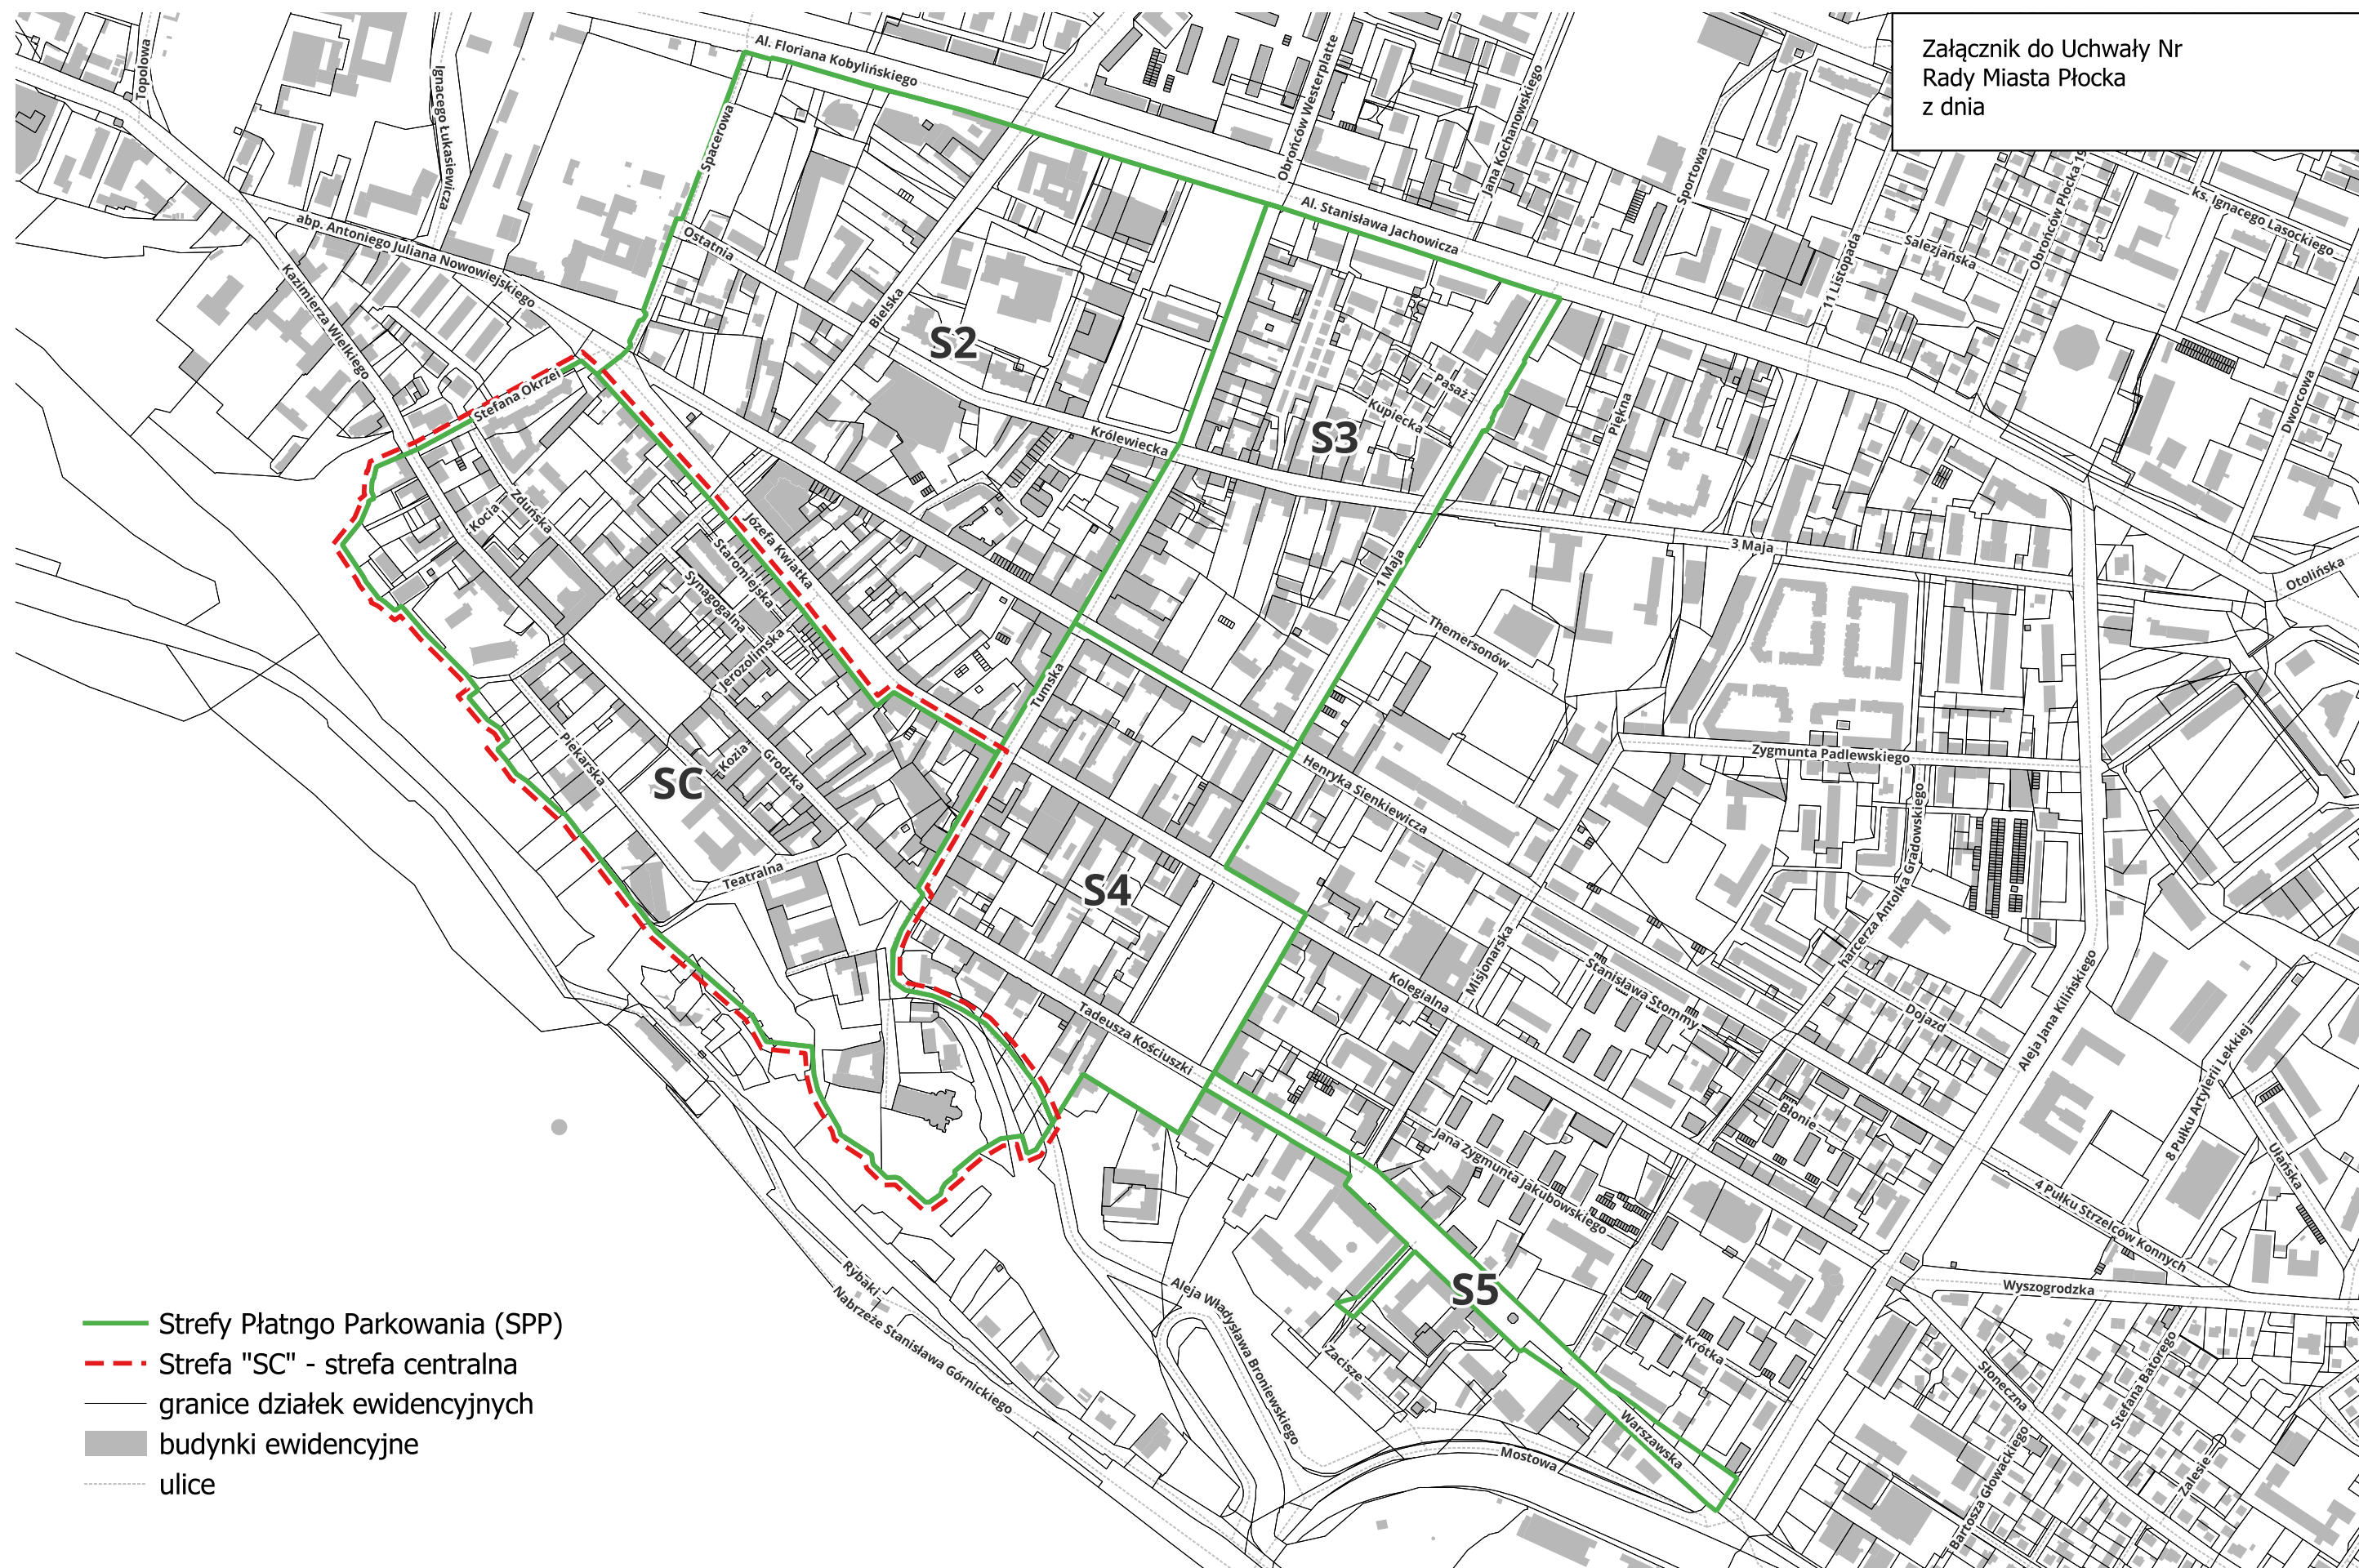 Załącznik do Uchwały Nr
Rady Miasta Płocka
z dnia
Topolowa
Ignacego Łukasiewicza
Al. Floriana Kobylińskiego
Spacerowa
Obrońców Westerplatte
Jana Kochanowskiego
Sportowa
11 Listopada
Salezjańska
Obrońców Płocka 19
ks. Ignacego Lasockiego
Al. Stanisława Jachowicza
abp. Antoniego Juliana Nowowiejskiego
Kazimierza Wielkiego
Ostatnia
Bielska
S2
S3
Pasaż
Kupiecka
Piękna
Dworcowa
Stefana Okrzei
Królewiecka
Kocia
Zduńska
Józefa Kwiatka
Staromiejska
Synagogalna
Jerozolimska
3 Maja
Otolińska
1 Maja
Themersonów
Tumska
Piekarska
Kozia
Grodzka
SC
Henryka Sienkiewicza
Zygmunta Padlewskiego
harcerza Antolka Gradowskiego
Teatralna
S4
Misjonarska
Kolegialna
Stanisława Stommy
Dojazd
Aleja Jana Kilińskiego
Tadeusza Kościuszki
Błonie
8 Pułku Artylerii Lekkiej
Ułańska
Jana Zygmunta Jakubowskiego
4 Pułku Strzelców Konnych
Rybaki
Nabrzeże Stanisława Górnickiego
Aleja Władysława Broniewskiego
S5
Wyszogrodzka
Zacisze
Krótka
Słoneczna
Stefana Batorego
Warszawska
Mostowa
Bartosza Głowackiego
Zalesie
Strefy Płatngo Parkowania (SPP)
Strefa "SC" - strefa centralna
granice działek ewidencyjnych
budynki ewidencyjne
ulice